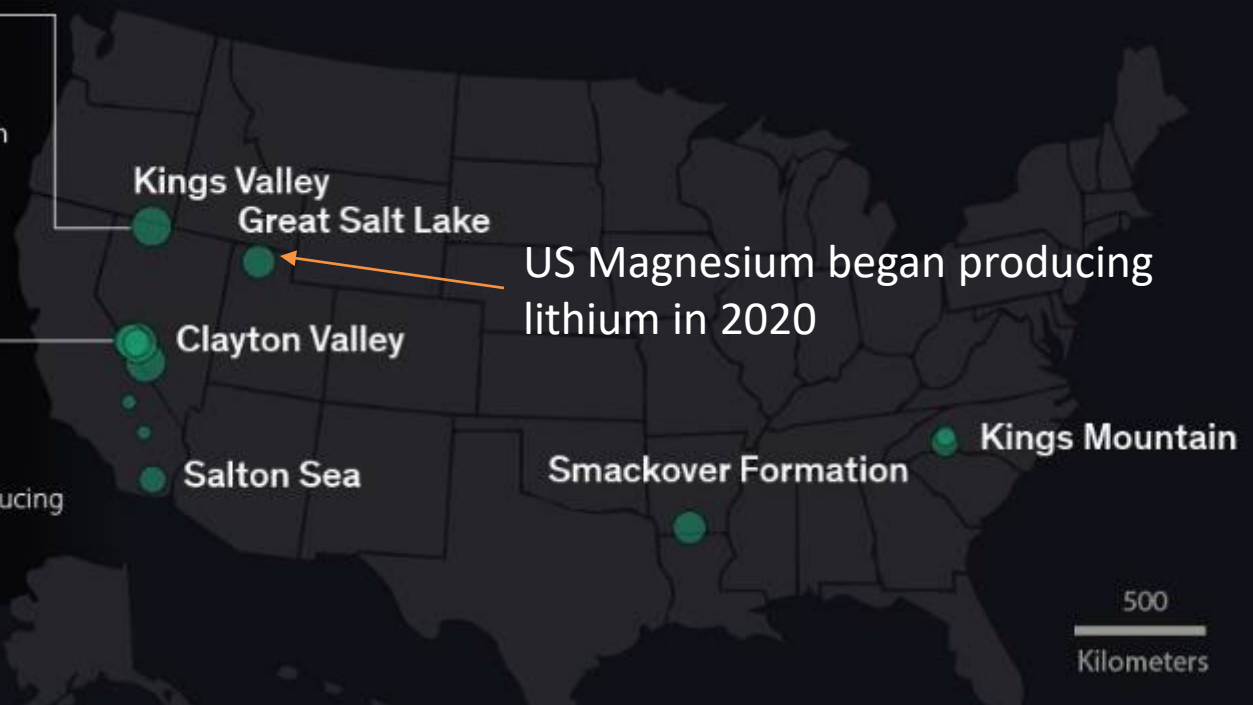 n
Kings Valley
Great Salt Lake
US Magnesium began producing
lithium in 2020
Clayton Valley
Kings Mountain
Smackover Formation
Salton Sea
ucing
500
Kilometers